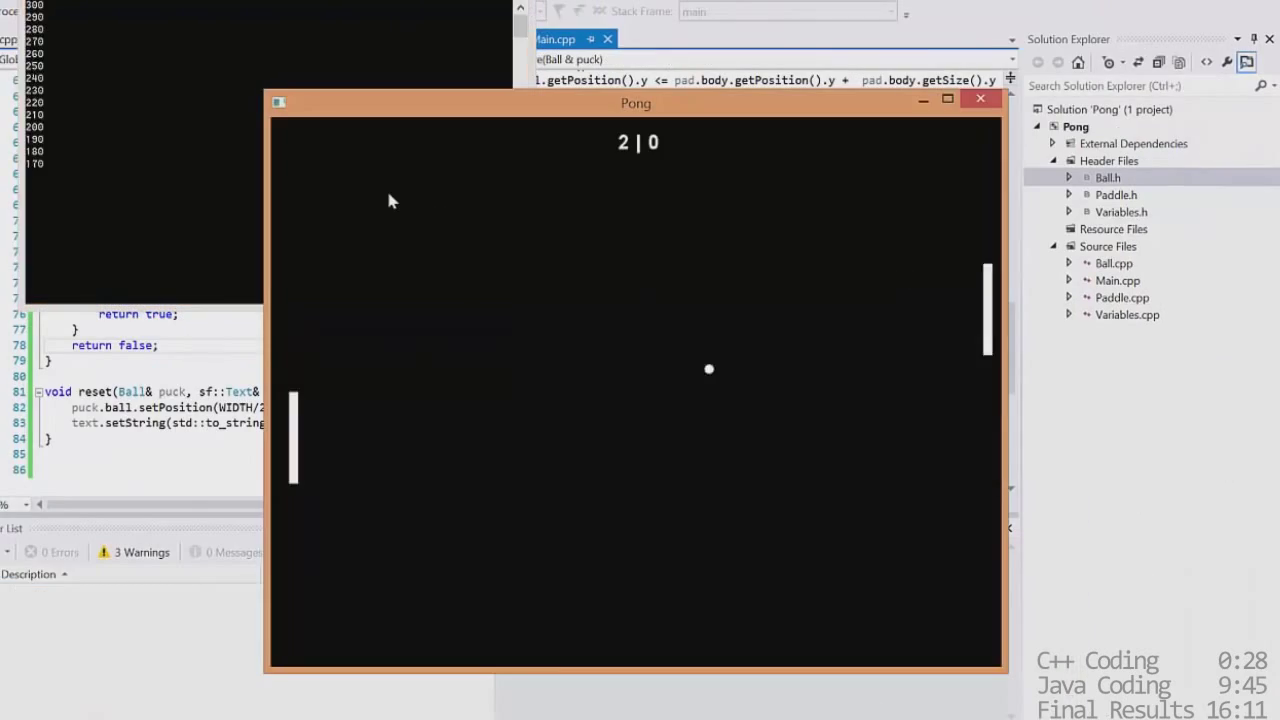 300
290
280
270
260
250
240
230
220
210
200
190
180
170
Stack Frame: main
Main.cpp
e(Ball & puck)
l.getPosition().y <= pad.body.getPosition().y + pad.body.getSize().y
Pong
2 | 0
76 return true;
77 }
78 return false;
79 }
80
81 void reset(Ball& puck, sf::Text&
82 puck.ball.setPosition(WIDTH/2
83 text.setString(std::to_string
84 }
85
86
%
r List
0 Errors
3 Warnings
0 Messages
Description
Solution Explorer
Search Solution Explorer (Ctrl+;)
Solution 'Pong' (1 project)
Pong
External Dependencies
Header Files
Ball.h
Paddle.h
Variables.h
Resource Files
Source Files
Ball.cpp
Main.cpp
Paddle.cpp
Variables.cpp
C++ Coding 0:28
Java Coding 9:45
Final Results 16:11